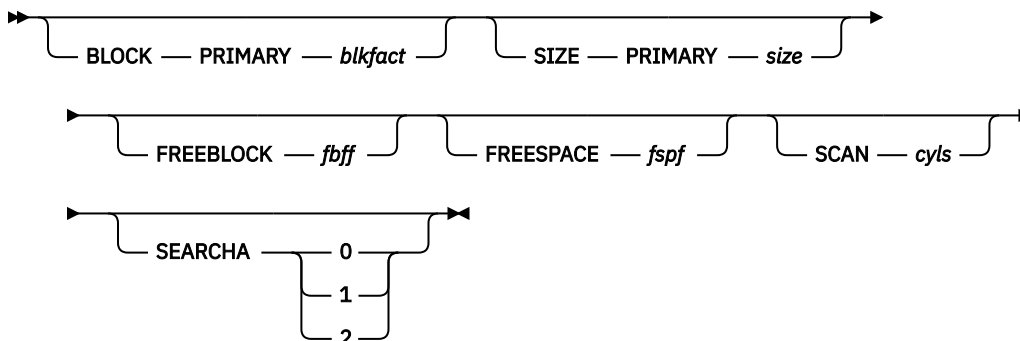 BLOCK PRIMARY blkfact SIZE PRIMARY size
FREEBLOCK fbff FREESPACE fspf SCAN cyls
SEARCHA 0
1
2